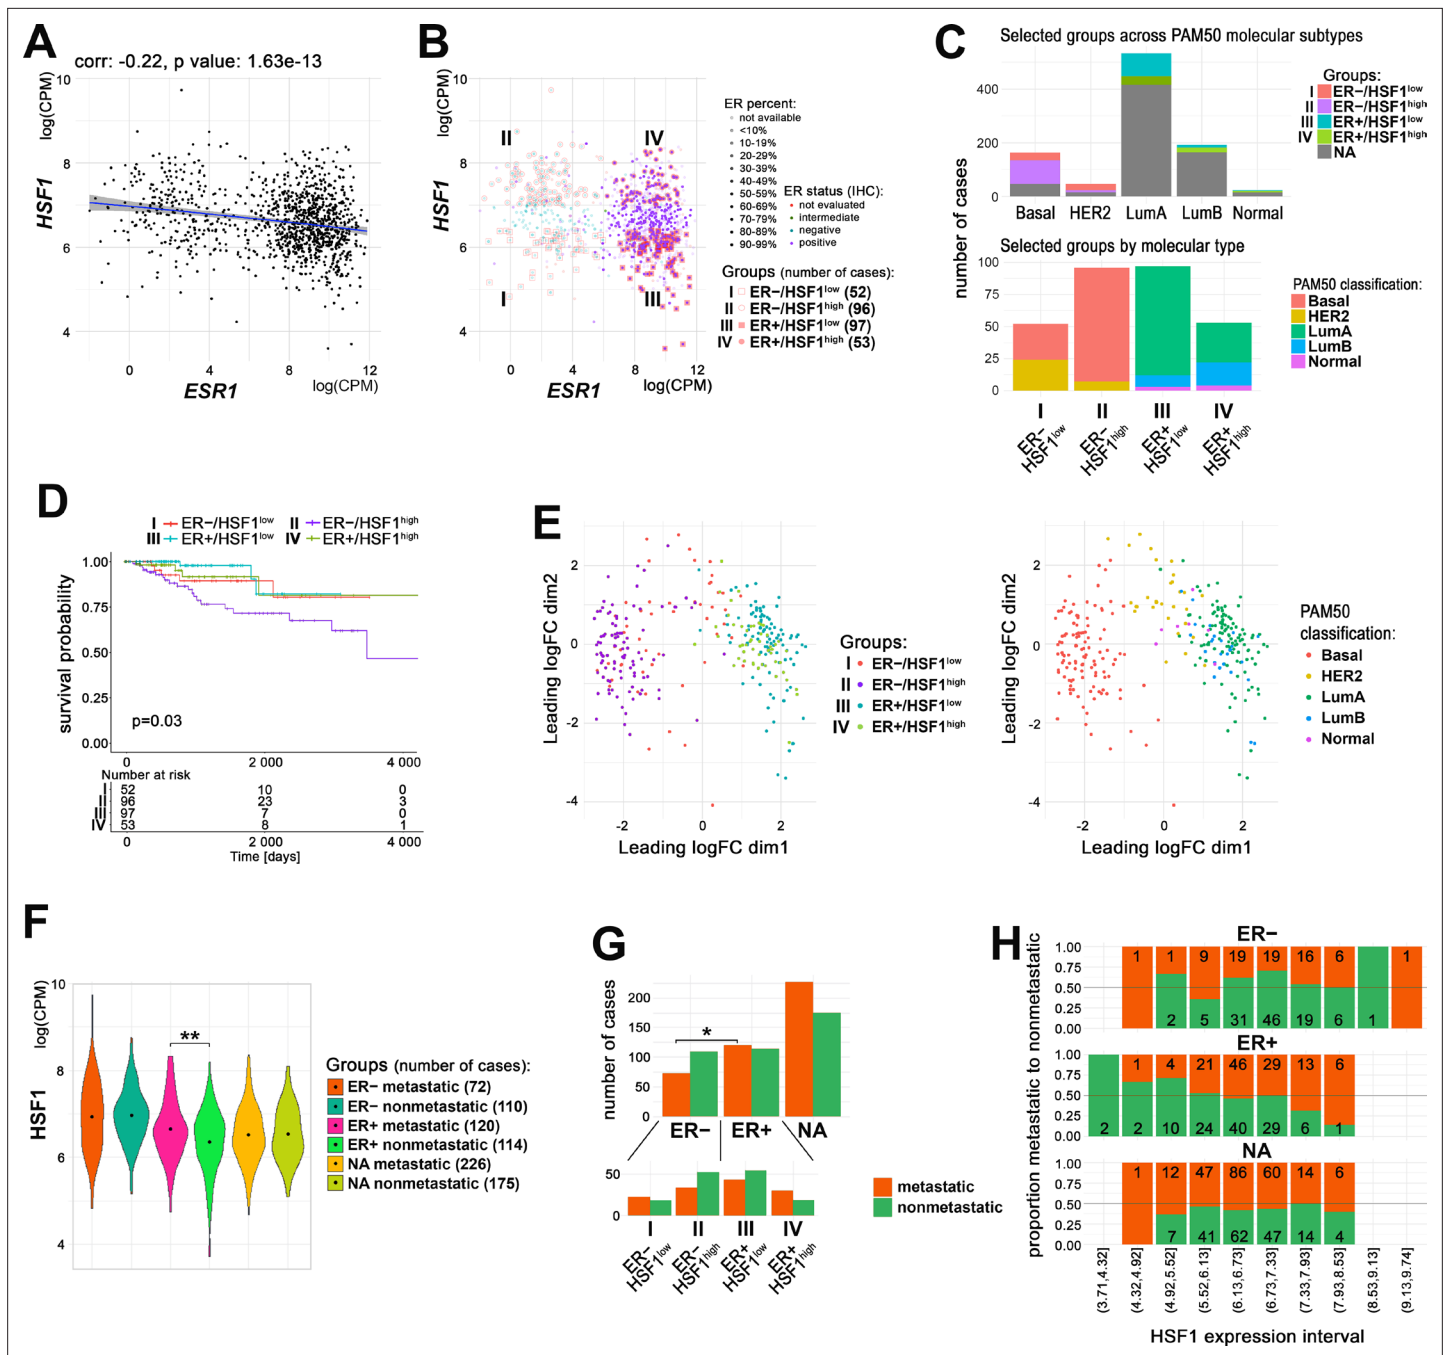 A
corr: -0.22, p value: 1.63e-13
log(CPM)
HSF1
10
8
6
4
0
4
8
12
ESR1
log(CPM)
B
log(CPM)
HSF1
10
8
6
4
II
IV
I
III
0
4
8
12
ESR1
log(CPM)
ER percent:
not available
<10%
10-19%
20-29%
30-39%
40-49%
50-59%
60-69%
70-79%
80-89%
90-99%
ER status (IHC):
not evaluated
intermediate
negative
positive
Groups (number of cases):
I ER−/HSF1low (52)
II ER−/HSF1high (96)
III ER+/HSF1low (97)
IV ER+/HSF1high (53)
C
Selected groups across PAM50 molecular subtypes
number of cases
400
200
0
Basal HER2 LumA LumB Normal
Groups:
I ER−/HSF1low
II ER−/HSF1high
III ER+/HSF1low
IV ER+/HSF1high
NA
Selected groups by molecular type
100
75
50
25
0
I II III IV
ER− HSF1low
ER− HSF1high
ER+ HSF1low
ER+ HSF1high
PAM50 classification:
Basal
HER2
LumA
LumB
Normal
D
I ER−/HSF1low II ER−/HSF1high
III ER+/HSF1low IV ER+/HSF1high
survival probability
1.00
0.75
0.50
0.25
0.00
p=0.03
0 2 000 4 000
Number at risk
I 52 10 0
II 96 23 3
III 97 7 0
IV 53 8 1
0 2 000 4 000
Time [days]
E
Leading logFC dim2
2
0
-2
-4
-2 0 2
Leading logFC dim1
Groups:
I ER−/HSF1low
II ER−/HSF1high
III ER+/HSF1low
IV ER+/HSF1high
Leading logFC dim2
2
0
-2
-4
-2 0 2
Leading logFC dim1
PAM50
classification:
Basal
HER2
LumA
LumB
Normal
F
log(CPM)
HSF1
10
8
6
4
**
Groups (number of cases):
ER− metastatic (72)
ER− nonmetastatic (110)
ER+ metastatic (120)
ER+ nonmetastatic (114)
NA metastatic (226)
NA nonmetastatic (175)
G
number of cases
200
150
100
50
0
*
ER− ER+ NA
50
0
I II III IV
ER− HSF1low
ER− HSF1high
ER+ HSF1low
ER+ HSF1high
metastatic
nonmetastatic
H
proportion metastatic to nonmetastatic
ER−
1.00
0.75
0.50
0.25
0.00
1 1 9 19 19 16 6 1
2 5 31 46 19 6 1
ER+
1.00
0.75
0.50
0.25
0.00
1 4 21 46 29 13 6
2 2 10 24 40 29 6 1
NA
1.00
0.75
0.50
0.25
0.00
1 12 47 86 60 14 6
7 41 62 47 14 4
(3.71,4.32]
(4.32,4.92]
(4.92,5.52]
(5.52,6.13]
(6.13,6.73]
(6.73,7.33]
(7.33,7.93]
(7.93,8.53]
(8.53,9.13]
(9.13,9.74]
HSF1 expression interval